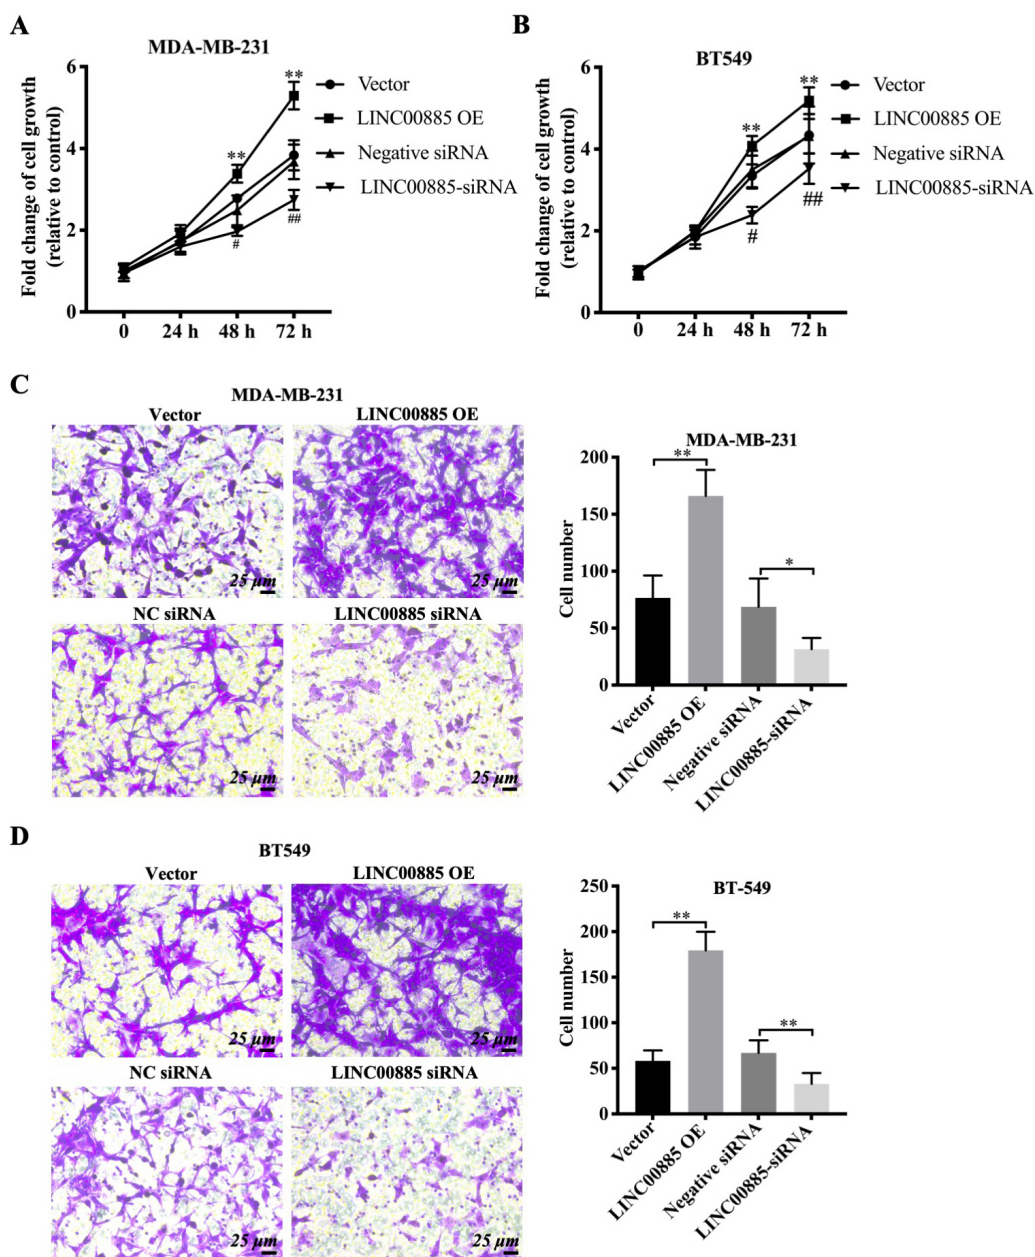 A
MDA-MB-231
Fold change of cell growth
(relative to control)
6
4
2
0
0 24 h 48 h 72 h
**
**
#
##
Vector
LINC00885 OE
Negative siRNA
LINC00885-siRNA
B
BT549
Fold change of cell growth
(relative to control)
6
4
2
0
0 24 h 48 h 72 h
**
**
#
##
Vector
LINC00885 OE
Negative siRNA
LINC00885-siRNA
C
MDA-MB-231
Vector
LINC00885 OE
25 µm
25 µm
NC siRNA
LINC00885 siRNA
25 µm
25 µm
MDA-MB-231
Cell number
200
150
100
50
0
**
*
Vector
LINC00885 OE
Negative siRNA
LINC00885-siRNA
D
BT549
Vector
LINC00885 OE
25 µm
25 µm
NC siRNA
LINC00885 siRNA
25 µm
25 µm
BT-549
Cell number
250
200
150
100
50
0
**
**
Vector
LINC00885 OE
Negative siRNA
LINC00885-siRNA